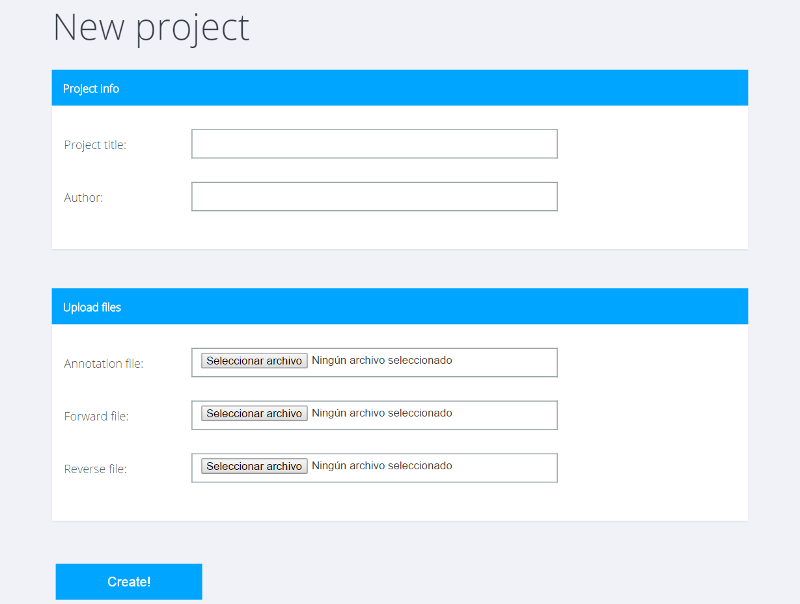 New project
Project info
Project title:
Author:
Upload files
Annotation file: Seleccionar archivo Ningún archivo seleccionado
Forward file: Seleccionar archivo Ningún archivo seleccionado
Reverse file: Seleccionar archivo Ningún archivo seleccionado
Create!